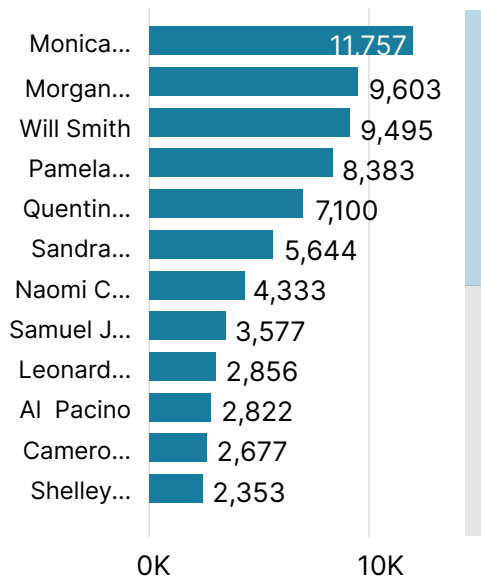 Monica... 11,757
Morgan... 9,603
Will Smith 9,495
Pamela... 8,383
Quentin... 7,100
Sandra... 5,644
Naomi C... 4,333
Samuel J... 3,577
Leonard... 2,856
Al  Pacino 2,822
Camero... 2,677
Shelley... 2,353
0K 10K